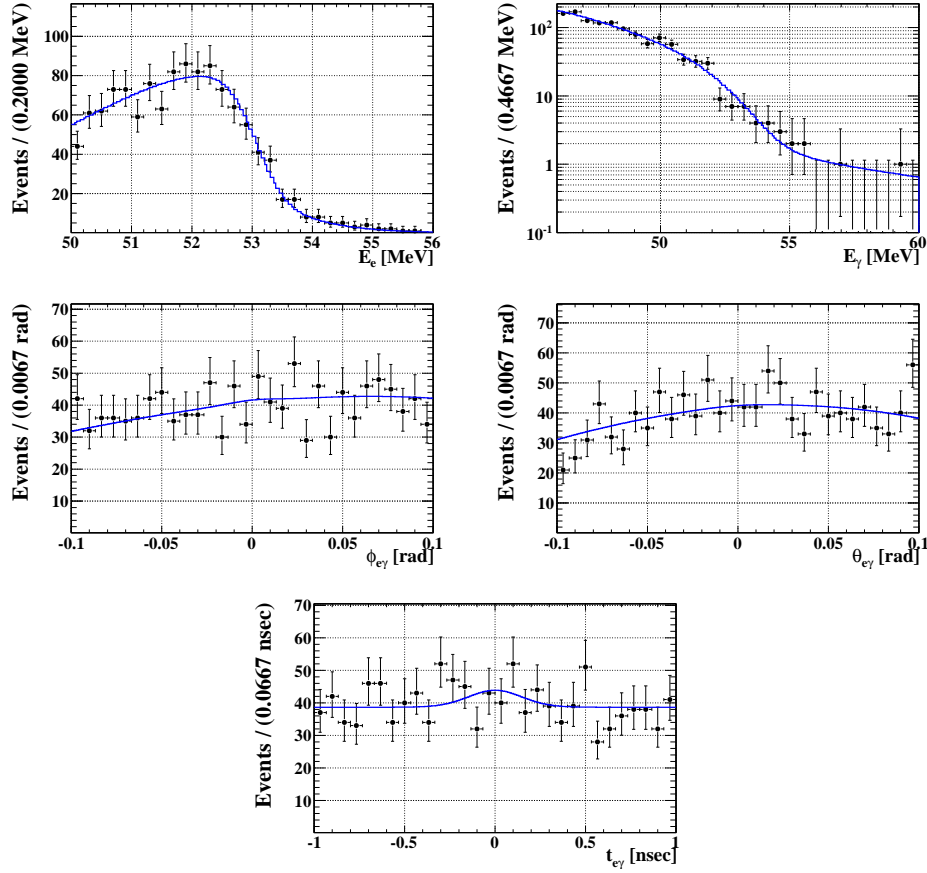 Events / (0.2000 MeV)
100
80
60
40
20
50 51 52 53 54 55 56
E_e [MeV]
Events / (0.4667 MeV)
10^2
10
1
10^-1
50 55 60
E_γ [MeV]
Events / (0.0067 rad)
70
60
50
40
30
20
10
-0.1 -0.05 0 0.05 0.1
ϕ_eγ [rad]
Events / (0.0067 rad)
70
60
50
40
30
20
10
-0.1 -0.05 0 0.05 0.1
θ_eγ [rad]
Events / (0.0667 nsec)
70
60
50
40
30
20
10
-1 -0.5 0 0.5 1
t_eγ [nsec]